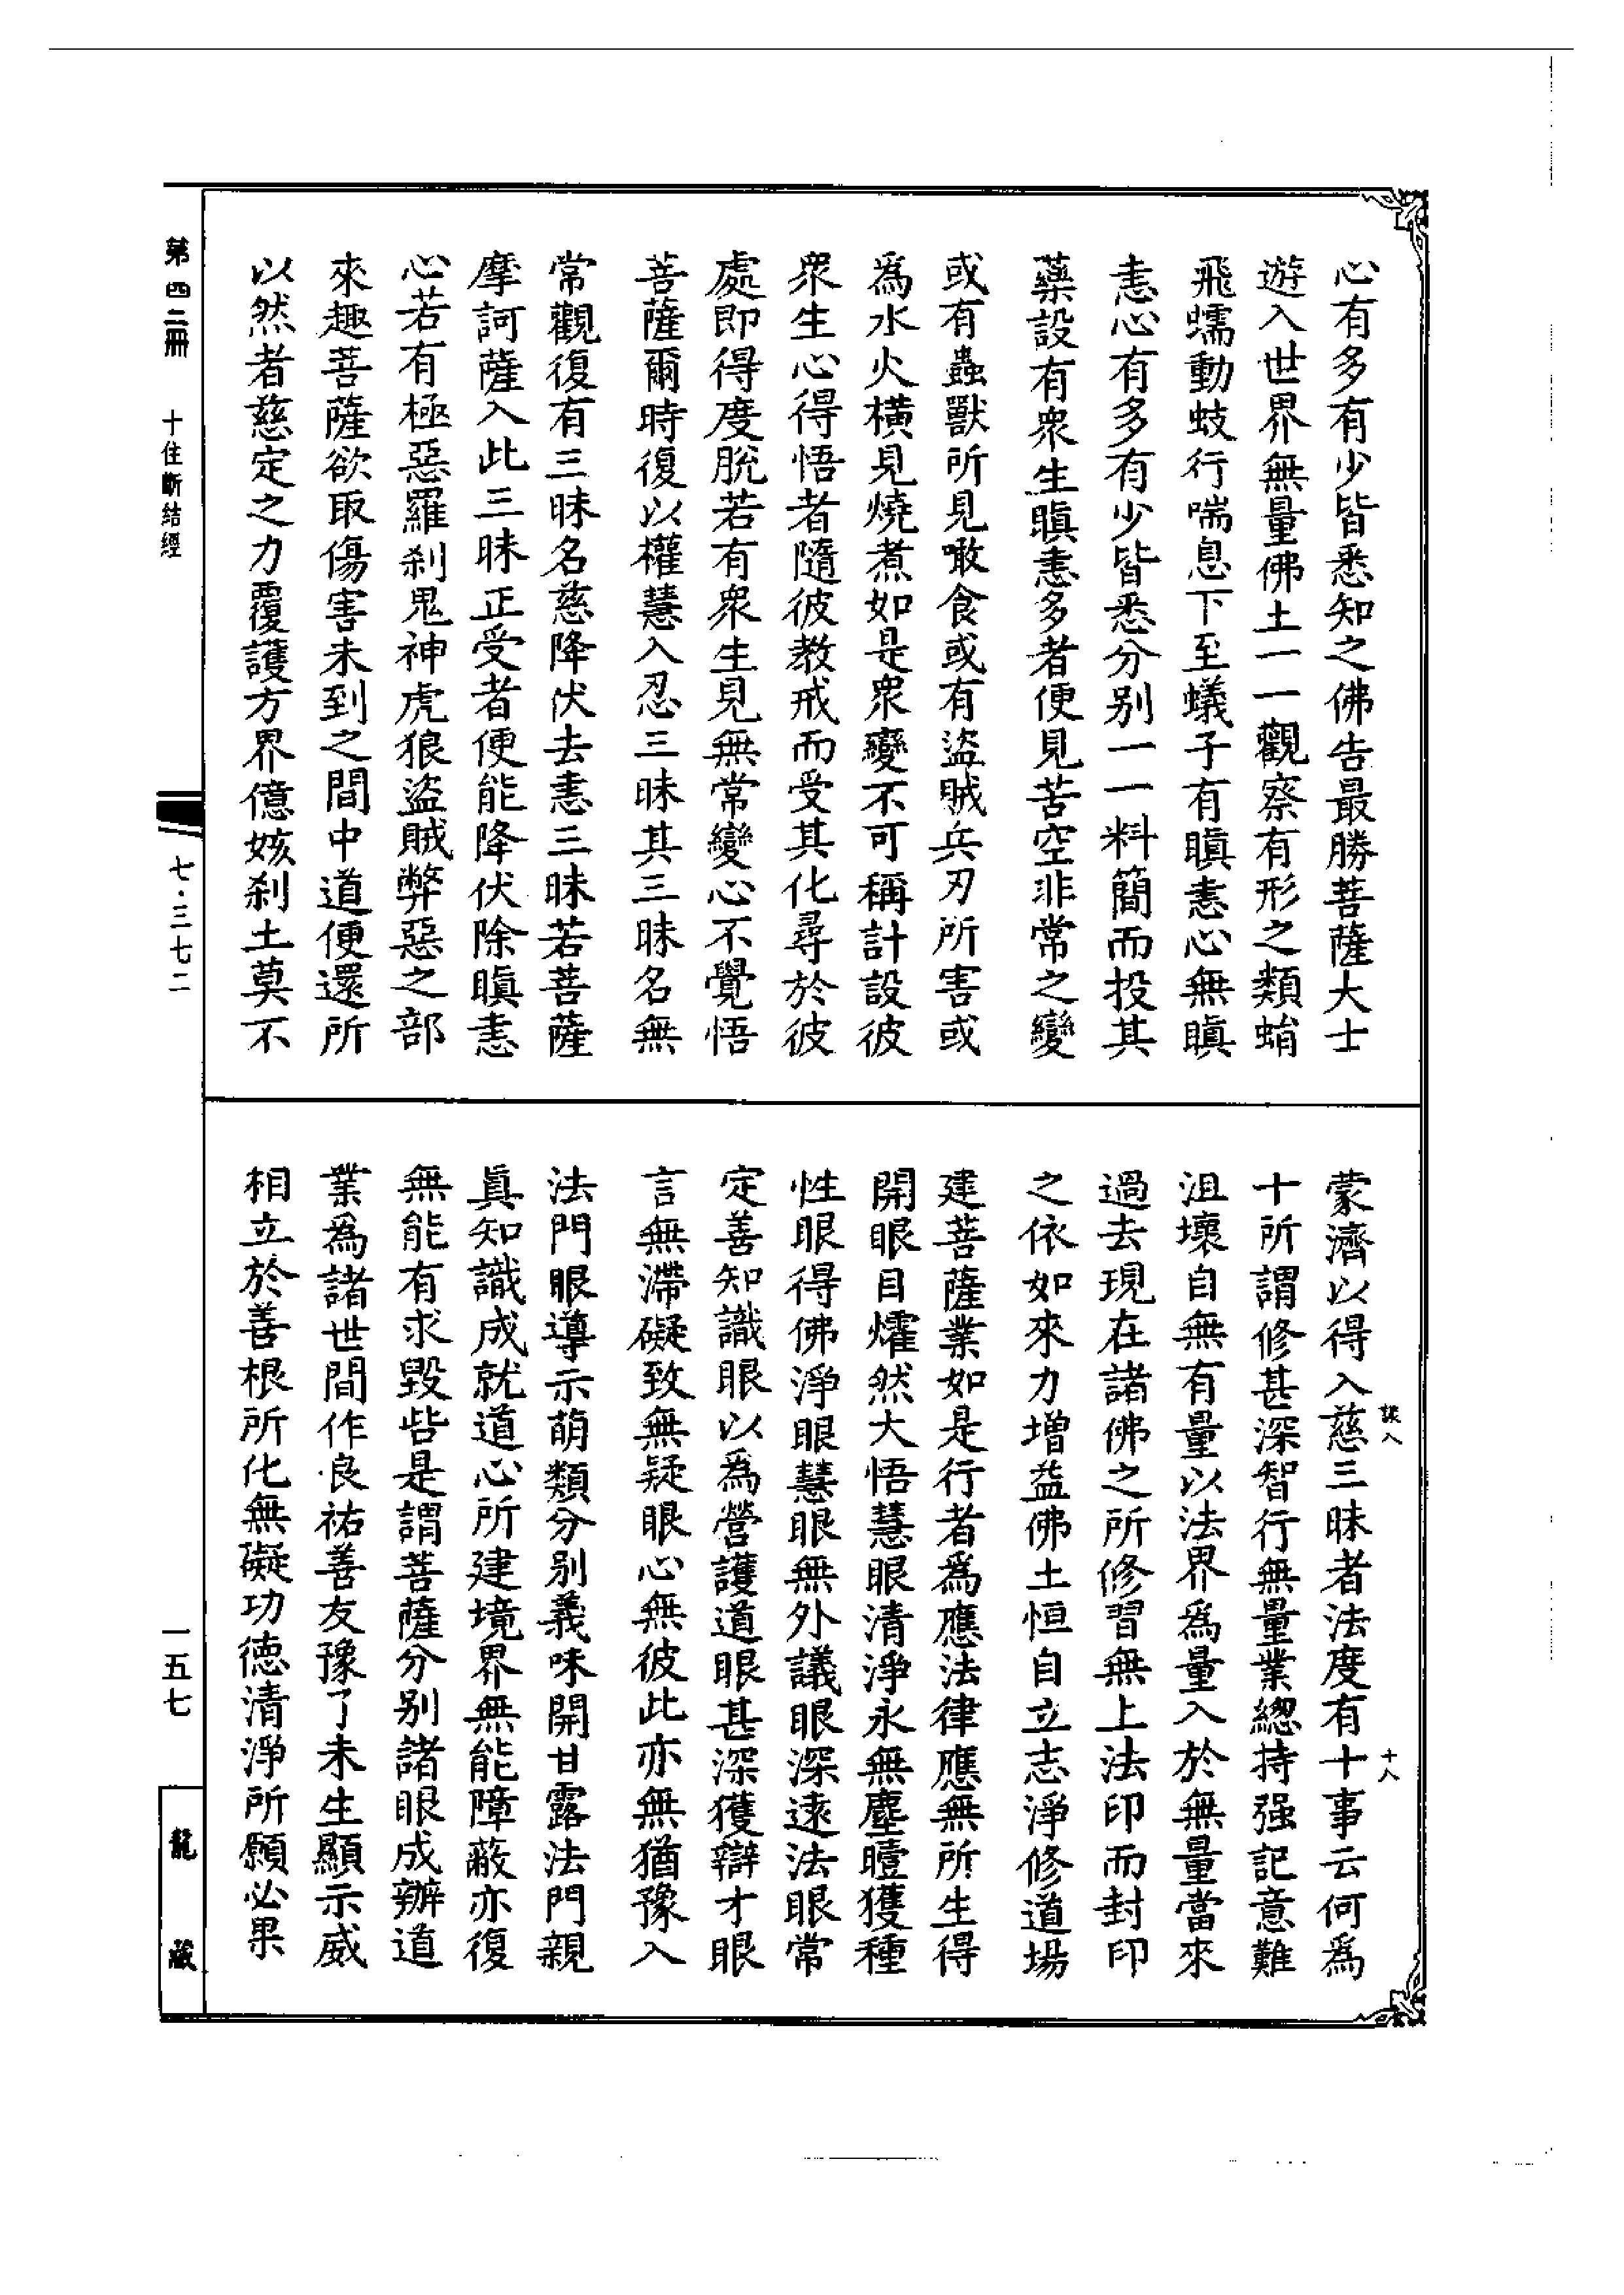 心有多有少皆悉知之佛告最勝菩薩大士
遊入世界無量佛土一一觀察有形之類蛸
飛蠕動蚑行喘息下至蟻子有瞋恚心無瞋
恚心有多有少皆悉分别一一料簡而投其
藥設有衆生瞋恚多者便見苦空非常之變
或有蟲獸所見噉食或有盜賊兵刃所害或
爲水火橫見燒煮如是衆變不可稱計設彼
衆生心得悟者隨彼教戒而受其化尋於彼
處即得度脫若有衆生見無常變心不覺悟
菩薩爾時復以權慧入忍三昧其三昧名無
常觀復有三昧名慈降伏去恚三昧若菩薩
摩訶薩入此三昧正受者便能降伏除瞋恚
心若有極惡羅刹鬼神虎狼盜賊弊惡之部
來趣菩薩欲取傷害未到之間中道便還所
以然者慈定之力覆護方界億姟刹土莫不
蒙濟以得入慈三昧者法度有十事云何爲
十所謂修甚深智行無量業總持强記意難
沮壞自無有量以法界爲量入於無量當來
過去現在諸佛之所修習無上法印而封印
之依如來力增益佛土恒自立志淨修道場
建菩薩業如是行者爲應法律應無所生得
開眼目燿然大悟慧眼清淨永無塵曀獲種
性眼得佛淨眼慧眼無外議眼深遠法眼常
定善知識眼以爲營護道眼甚深獲辯才眼
言無滯礙致無疑眼心無彼此亦無猶豫入
法門眼導示萌類分别義味開甘露法門親
眞知識成就道心所建境界無能障蔽亦復
無能有求毀呰是謂菩薩分别諸眼成辦道
業爲諸世間作良祐善友豫了未生顯示威
相立於善根所化無礙功德清淨所願必果
十八
第四二冊
十住斷結經
七·三七二
一五七
龍藏